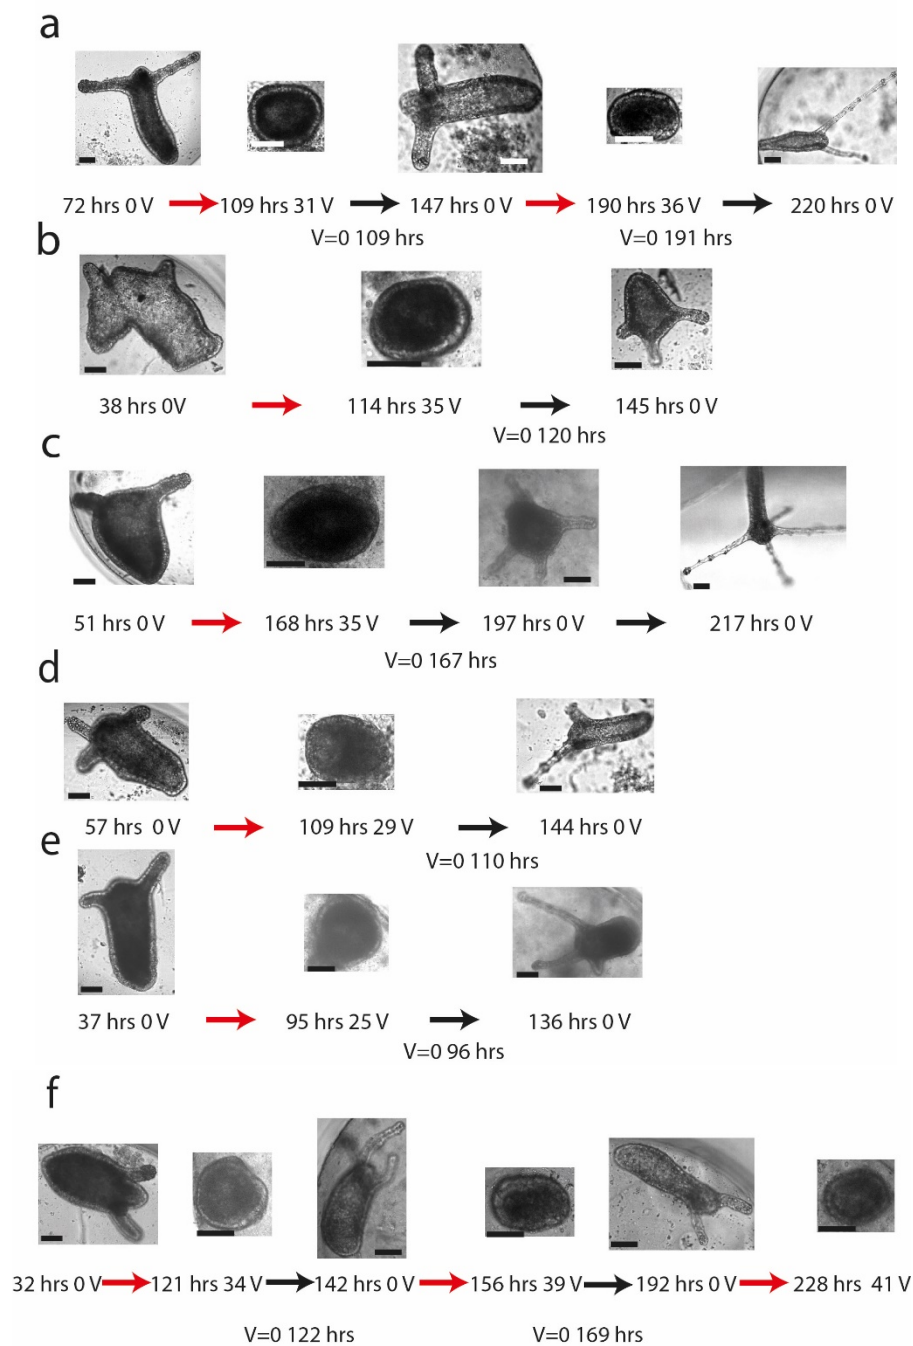 a
72 hrs 0 V 109 hrs 31 V 147 hrs 0 V 190 hrs 36 V 220 hrs 0 V
V=0 109 hrs V=0 191 hrs
b
38 hrs 0V 114 hrs 35 V 145 hrs 0 V
V=0 120 hrs
c
51 hrs 0 V 168 hrs 35 V 197 hrs 0 V 217 hrs 0 V
V=0 167 hrs
d
57 hrs 0 V 109 hrs 29 V 144 hrs 0 V
V=0 110 hrs
e
37 hrs 0 V 95 hrs 25 V 136 hrs 0 V
V=0 96 hrs
f
32 hrs 0 V 121 hrs 34 V 142 hrs 0 V 156 hrs 39 V 192 hrs 0 V 228 hrs 41 V
V=0 122 hrs V=0 169 hrs